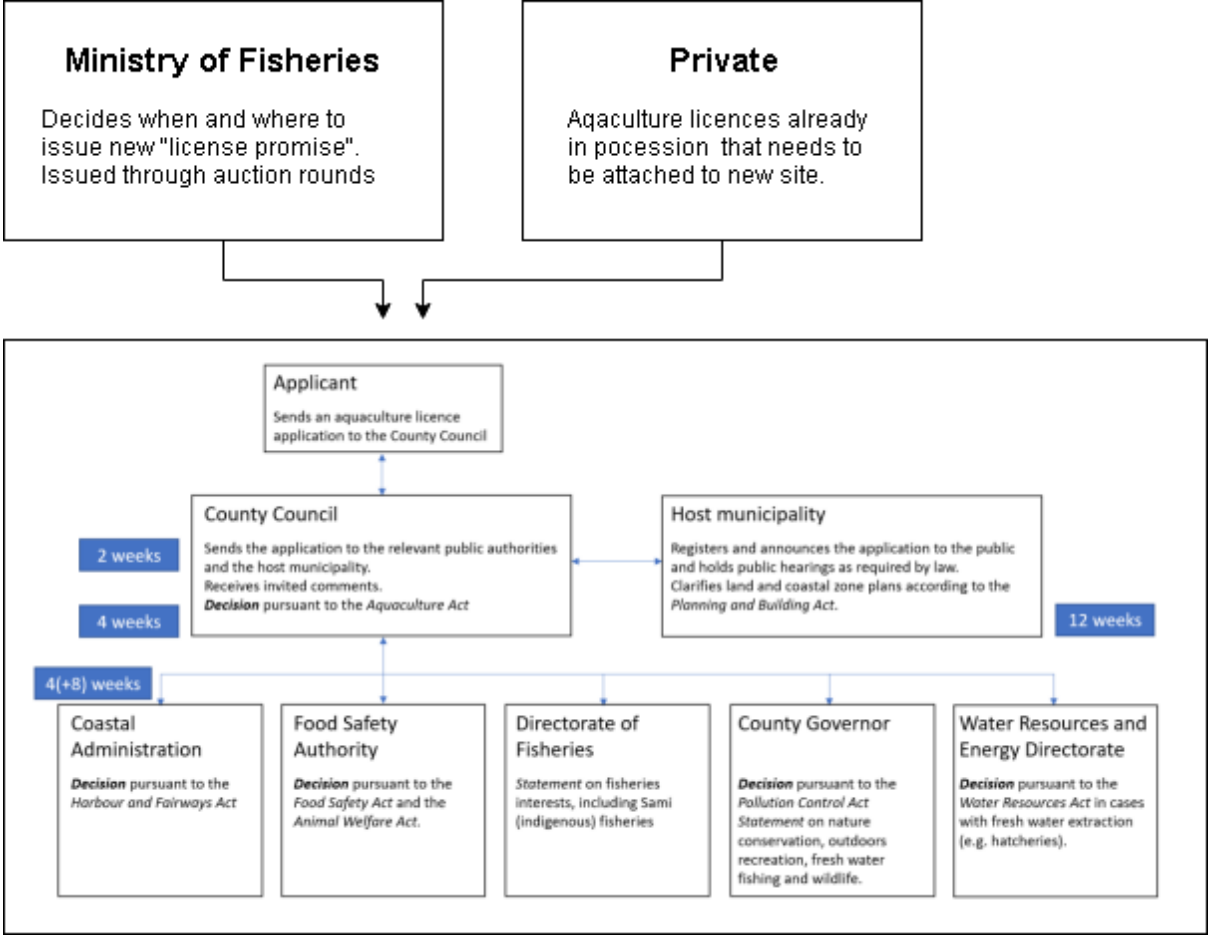 Ministry of Fisheries
Decides when and where to
issue new "license promise".
Issued through auction rounds
Private
Aqaculture licences already
in pocession that needs to
be attached to new site.
Applicant
Sends an aquaculture licence
application to the County Council
County Council
Sends the application to the relevant public authorities
and the host municipality.
Receives invited comments.
Decision pursuant to the Aquaculture Act
2 weeks
4 weeks
Host municipality
Registers and announces the application to the public
and holds public hearings as required by law.
Clarifies land and coastal zone plans according to the
Planning and Building Act.
12 weeks
4(+8) weeks
Coastal
Administration
Decision pursuant to the
Harbour and Fairways Act
Food Safety
Authority
Decision pursuant to the
Food Safety Act and the
Animal Welfare Act.
Directorate of
Fisheries
Statement on fisheries
interests, including Sami
(indigenous) fisheries
County Governor
Decision pursuant to the
Pollution Control Act
Statement on nature
conservation, outdoors
recreation, fresh water
fishing and wildlife.
Water Resources and
Energy Directorate
Decision pursuant to the
Water Resources Act in cases
with fresh water extraction
(e.g. hatcheries).